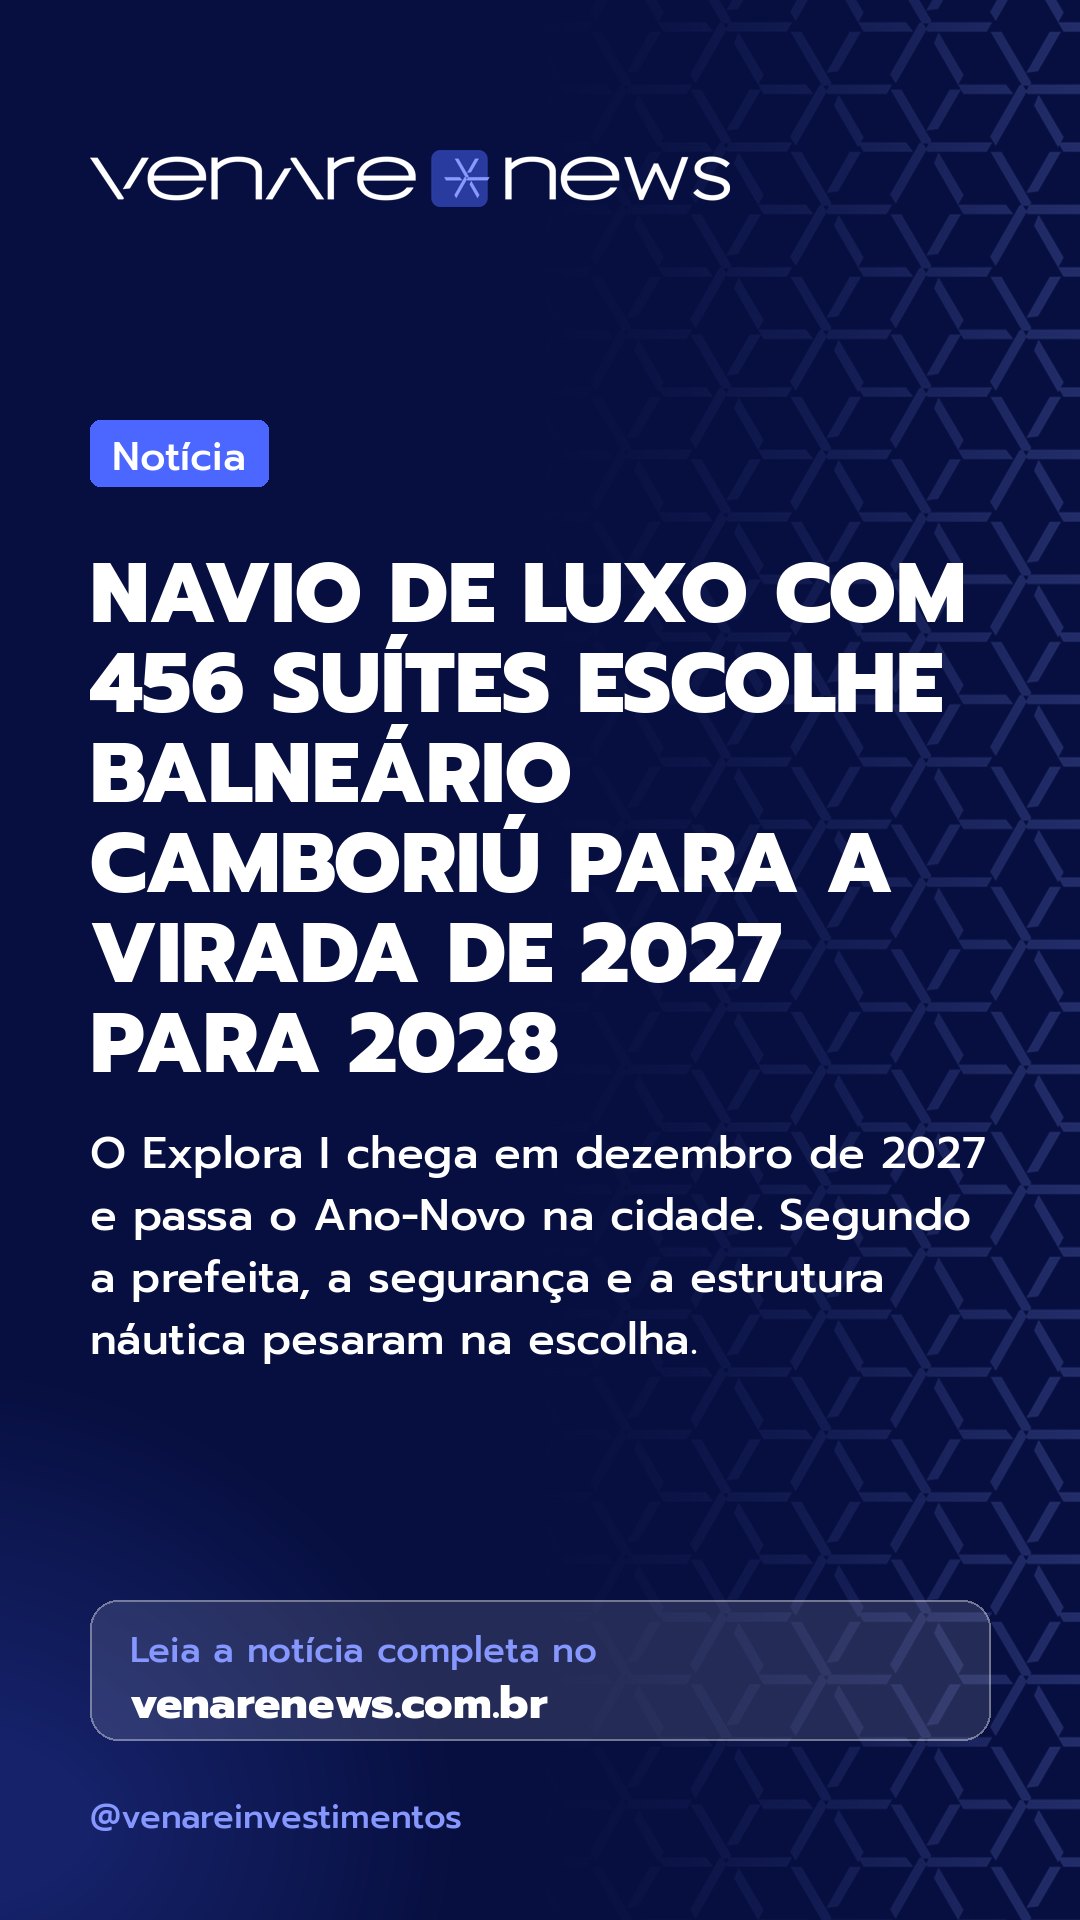 venare news
Notícia
NAVIO DE LUXO COM
456 SUÍTES ESCOLHE
BALNEÁRIO
CAMBORIÚ PARA A
VIRADA DE 2027
PARA 2028
O Explora I chega em dezembro de 2027
e passa o Ano-Novo na cidade. Segundo
a prefeita, a segurança e a estrutura
náutica pesaram na escolha.
Leia a notícia completa no
venarenews.com.br
@venareinvestimentos